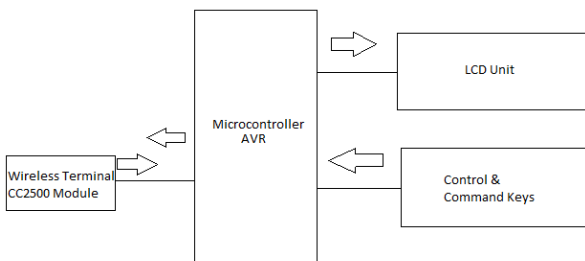 LCD Unit
Microcontroller
AVR
Wireless Terminal
CC2500 Module
Control &
Command Keys